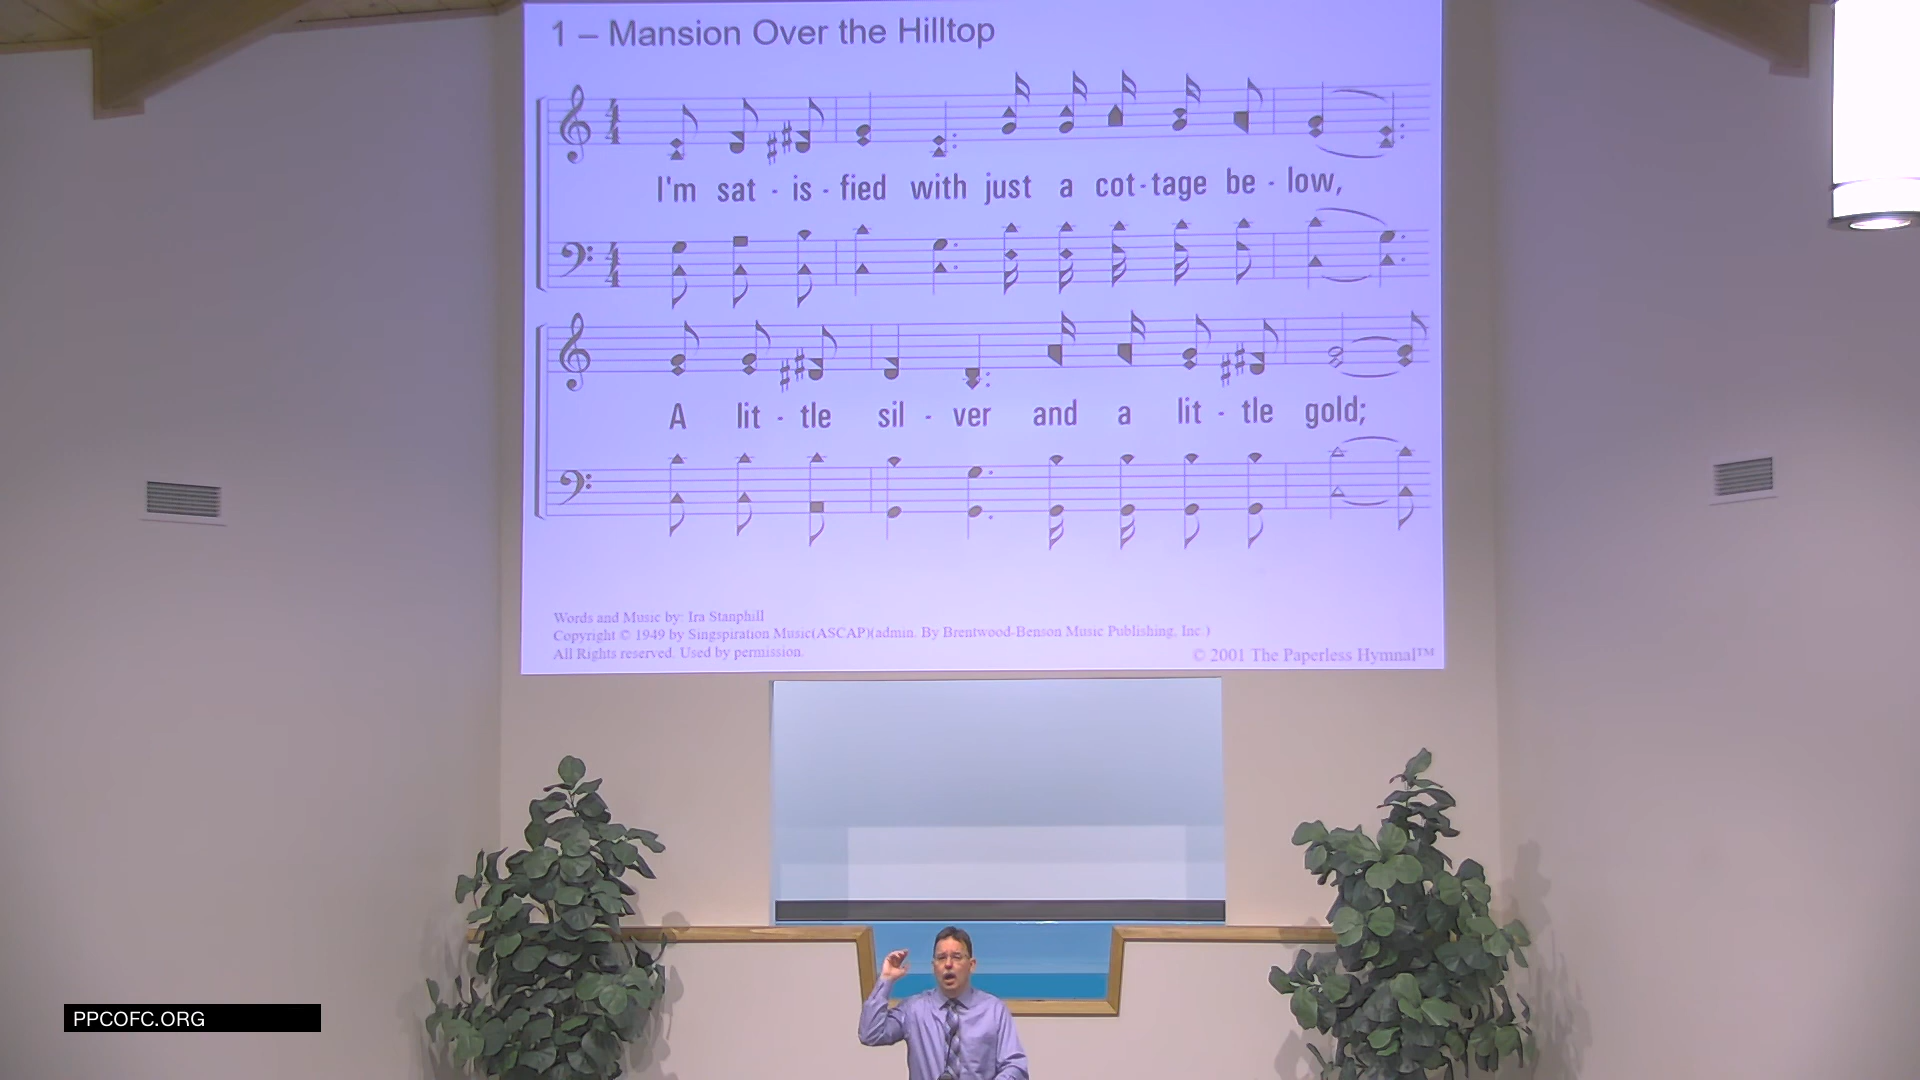 1 – Mansion Over the Hilltop
I'm sat - is - fied with just a cot - tage be - low,
A lit - tle sil - ver and a lit - tle gold;
Words and Music by: Ira Stanphill
Copyright © 1949 by Singspiration Music(ASCAP)(admin. By Brentwood-Benson Music Publishing, Inc.)
All Rights reserved. Used by permission.
© 2001 The Paperless Hymnal™
PPCOFC.ORG